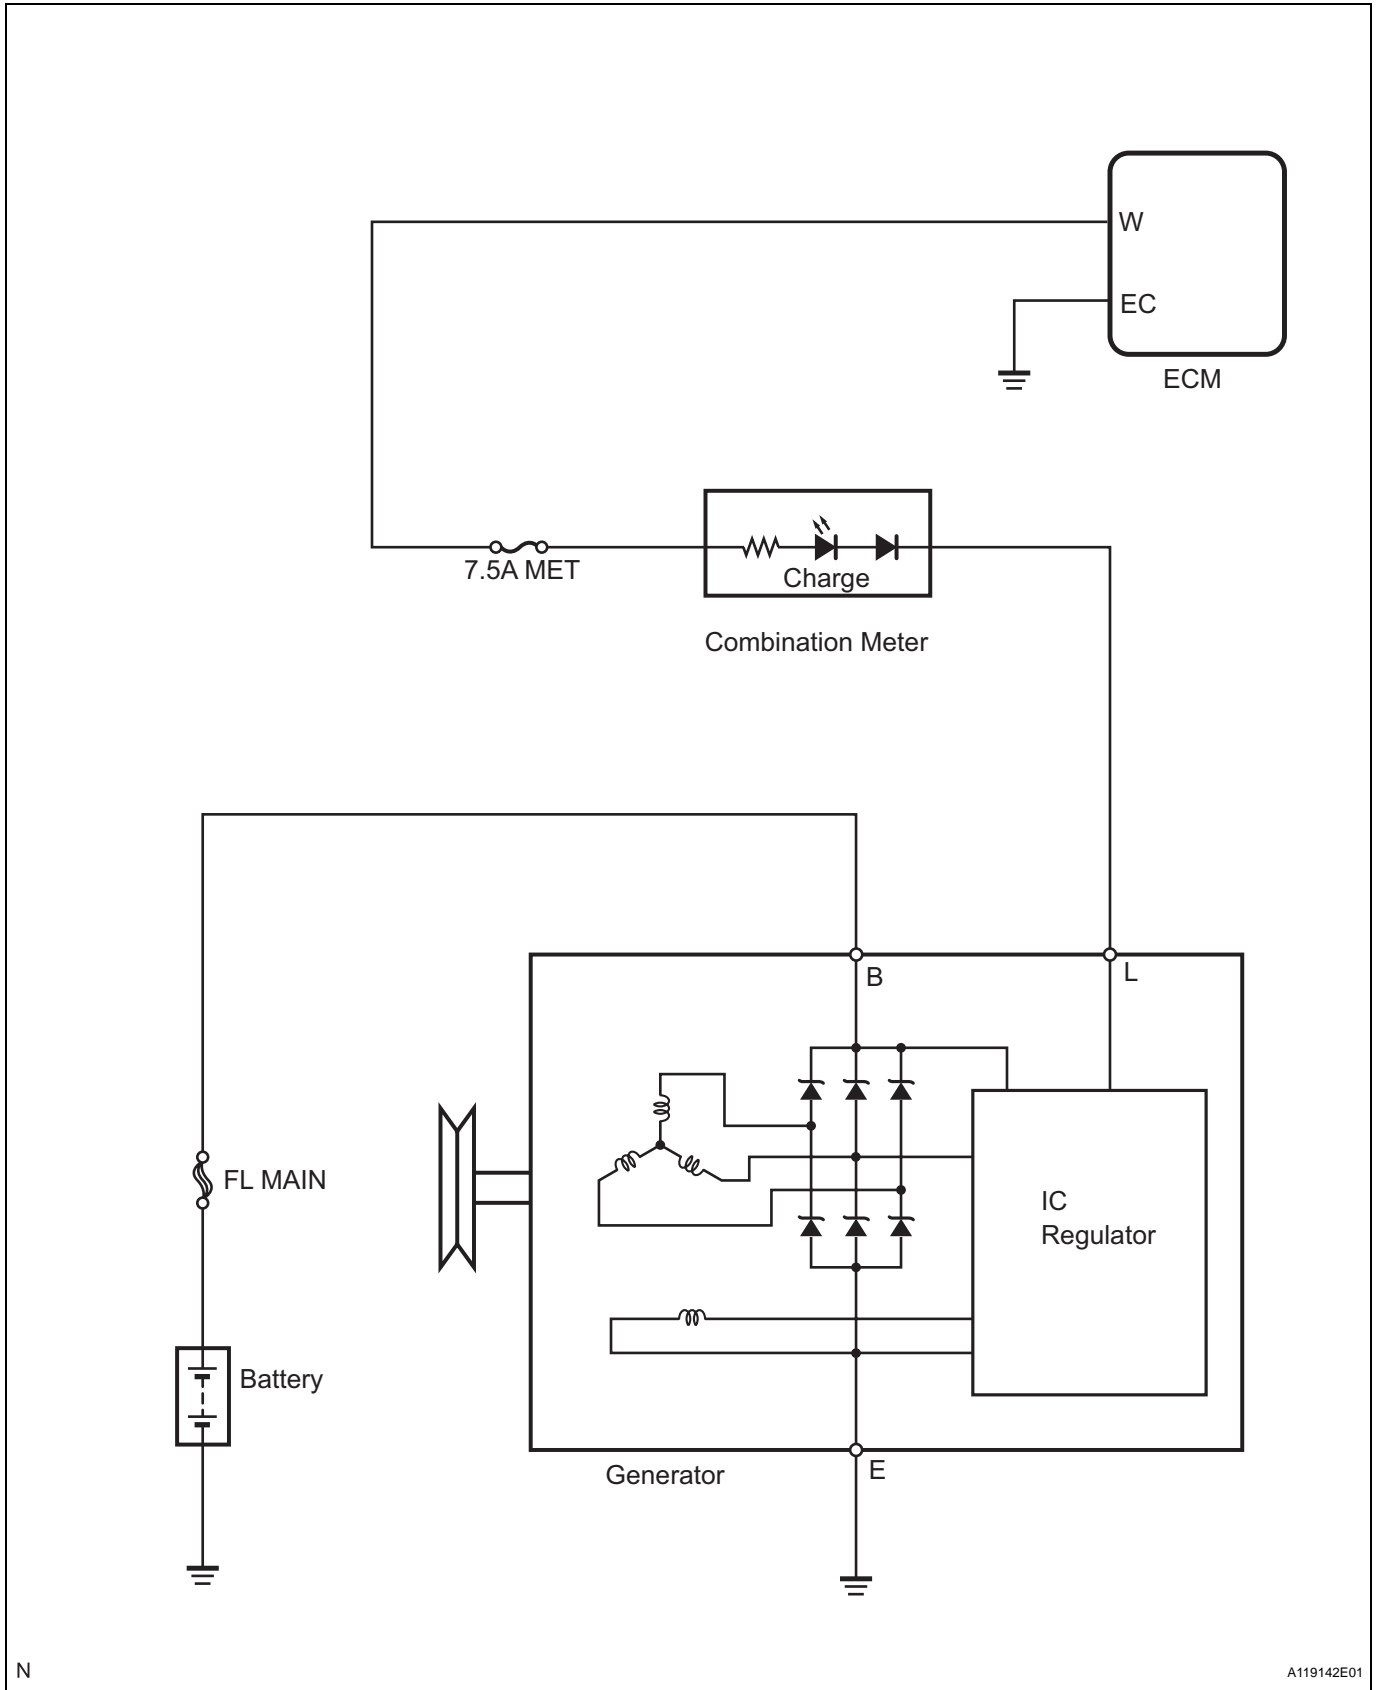 W
EC
ECM
7.5A MET
Charge
Combination Meter
B
L
FL MAIN
IC
Regulator
Battery
Generator
E
N
A119142E01